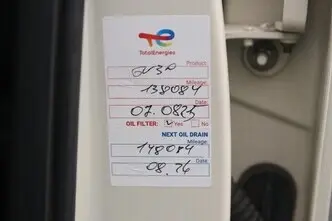 TotalEnergies
Product:
Mileage:
138084
Date:
07.0825
OIL FILTER: Yes No
NEXT OIL DRAIN
Mileage:
148084
Date:
08.26